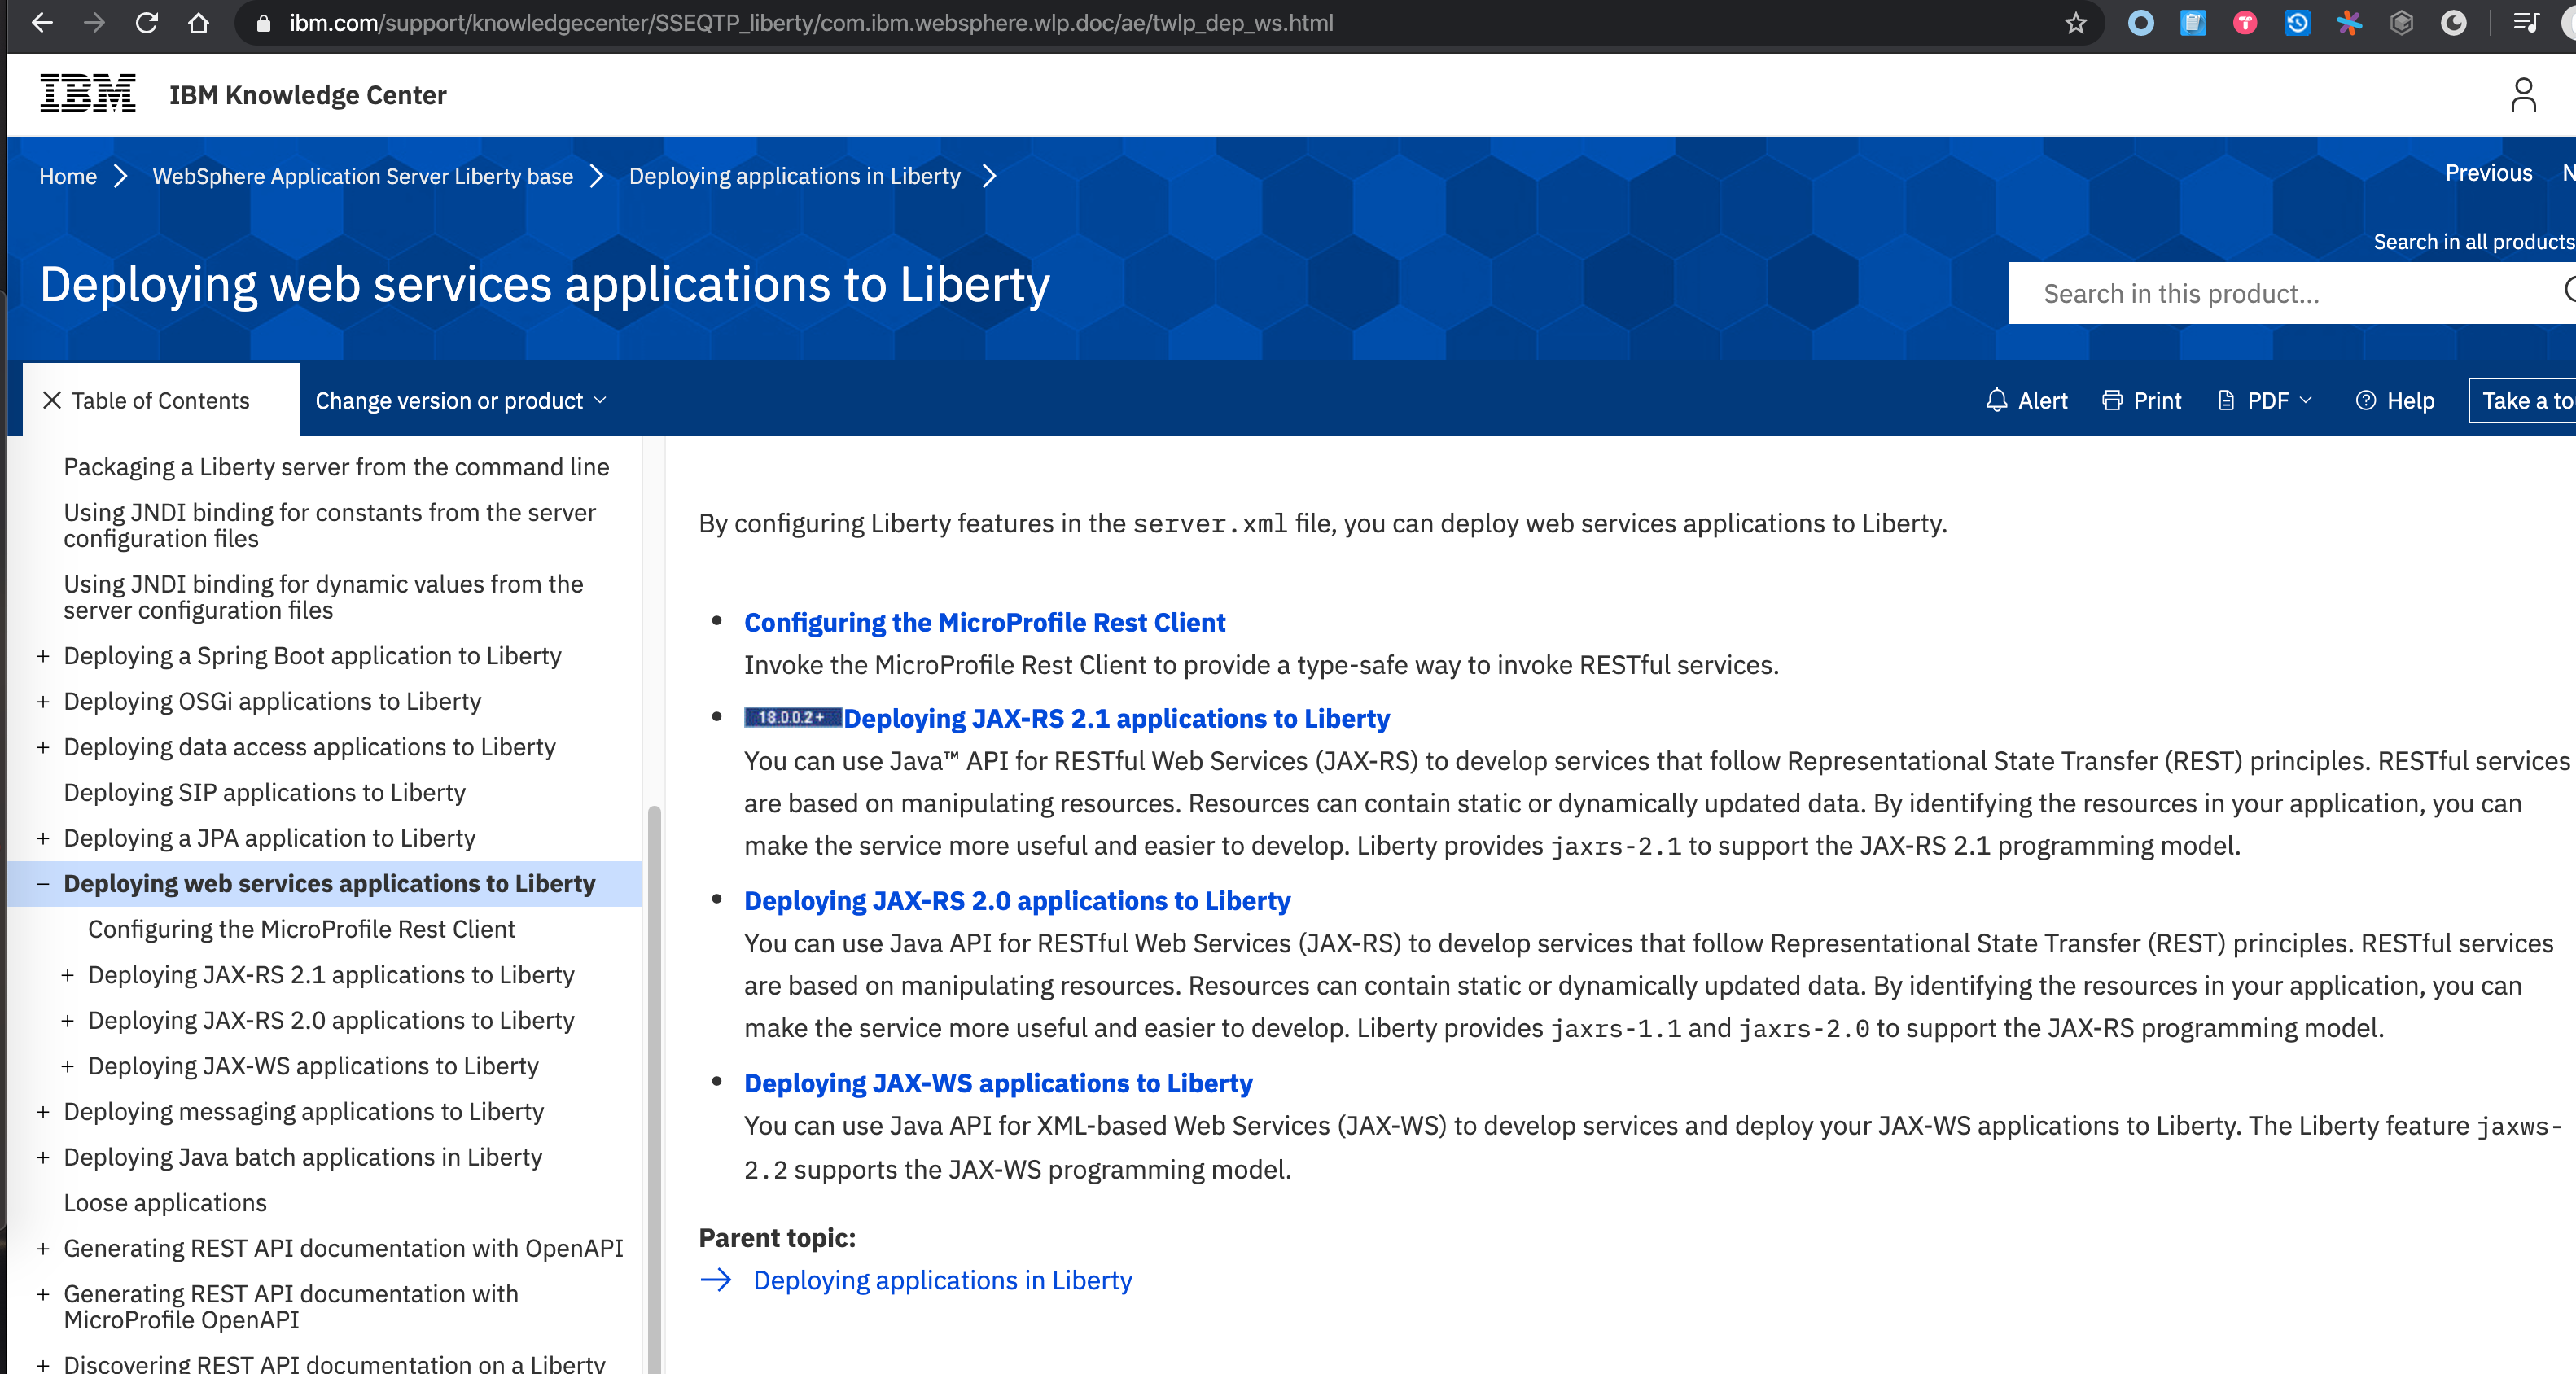 ibm.com/support/knowledgecenter/SSEQTP_liberty/com.ibm.websphere.wlp.doc/ae/twlp_dep_ws.html
IBM IBM Knowledge Center
Home WebSphere Application Server Liberty base Deploying applications in Liberty
Previous N
Search in all products
Deploying web services applications to Liberty
Search in this product...
Table of Contents Change version or product
Alert Print PDF Help Take a to
Packaging a Liberty server from the command line
Using JNDI binding for constants from the server
configuration files
Using JNDI binding for dynamic values from the
server configuration files
+ Deploying a Spring Boot application to Liberty
+ Deploying OSGi applications to Liberty
+ Deploying data access applications to Liberty
Deploying SIP applications to Liberty
+ Deploying a JPA application to Liberty
− Deploying web services applications to Liberty
Configuring the MicroProfile Rest Client
+ Deploying JAX-RS 2.1 applications to Liberty
+ Deploying JAX-RS 2.0 applications to Liberty
+ Deploying JAX-WS applications to Liberty
+ Deploying messaging applications to Liberty
+ Deploying Java batch applications in Liberty
Loose applications
+ Generating REST API documentation with OpenAPI
+ Generating REST API documentation with
MicroProfile OpenAPI
+ Discovering REST API documentation on a Liberty
By configuring Liberty features in the server.xml file, you can deploy web services applications to Liberty.
• Configuring the MicroProfile Rest Client
Invoke the MicroProfile Rest Client to provide a type-safe way to invoke RESTful services.
• 18.0.0.2+ Deploying JAX-RS 2.1 applications to Liberty
You can use Java™ API for RESTful Web Services (JAX-RS) to develop services that follow Representational State Transfer (REST) principles. RESTful services
are based on manipulating resources. Resources can contain static or dynamically updated data. By identifying the resources in your application, you can
make the service more useful and easier to develop. Liberty provides jaxrs-2.1 to support the JAX-RS 2.1 programming model.
• Deploying JAX-RS 2.0 applications to Liberty
You can use Java API for RESTful Web Services (JAX-RS) to develop services that follow Representational State Transfer (REST) principles. RESTful services
are based on manipulating resources. Resources can contain static or dynamically updated data. By identifying the resources in your application, you can
make the service more useful and easier to develop. Liberty provides jaxrs-1.1 and jaxrs-2.0 to support the JAX-RS programming model.
• Deploying JAX-WS applications to Liberty
You can use Java API for XML-based Web Services (JAX-WS) to develop services and deploy your JAX-WS applications to Liberty. The Liberty feature jaxws-
2.2 supports the JAX-WS programming model.
Parent topic:
→ Deploying applications in Liberty